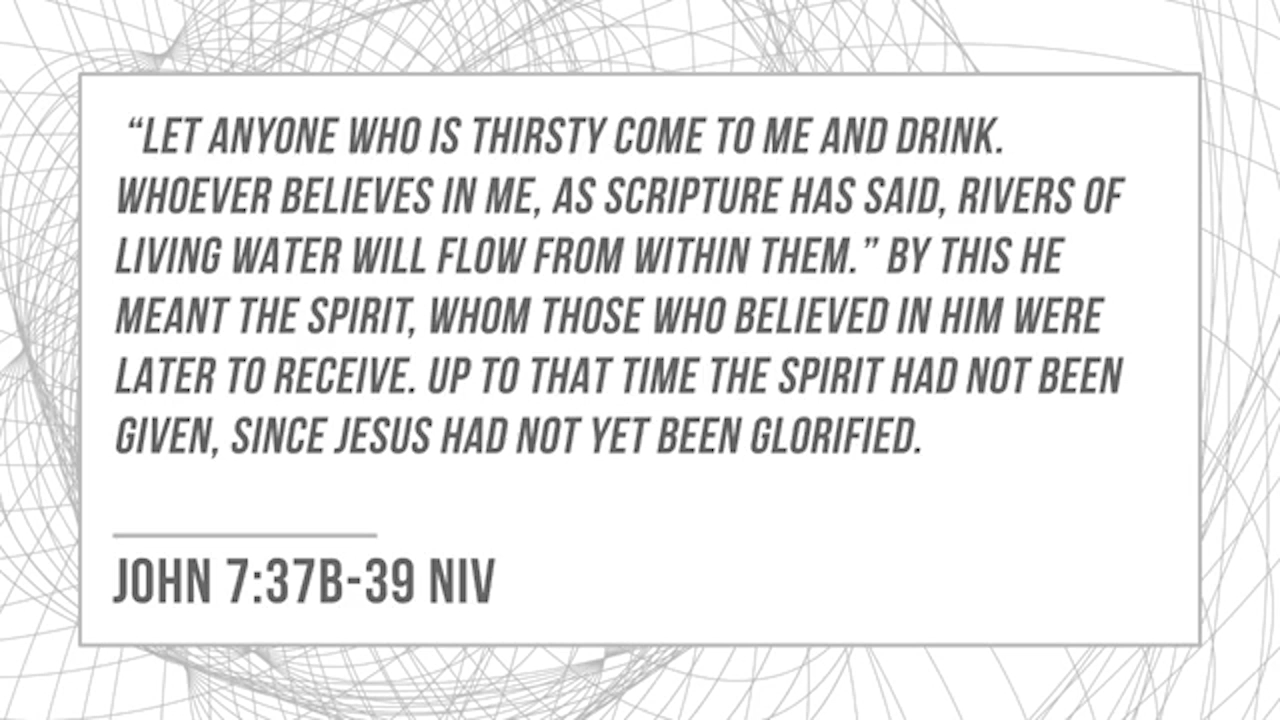 “LET ANYONE WHO IS THIRSTY COME TO ME AND DRINK.
WHOEVER BELIEVES IN ME, AS SCRIPTURE HAS SAID, RIVERS OF
LIVING WATER WILL FLOW FROM WITHIN THEM.” BY THIS HE
MEANT THE SPIRIT, WHOM THOSE WHO BELIEVED IN HIM WERE
LATER TO RECEIVE. UP TO THAT TIME THE SPIRIT HAD NOT BEEN
GIVEN, SINCE JESUS HAD NOT YET BEEN GLORIFIED.
JOHN 7:37B-39 NIV